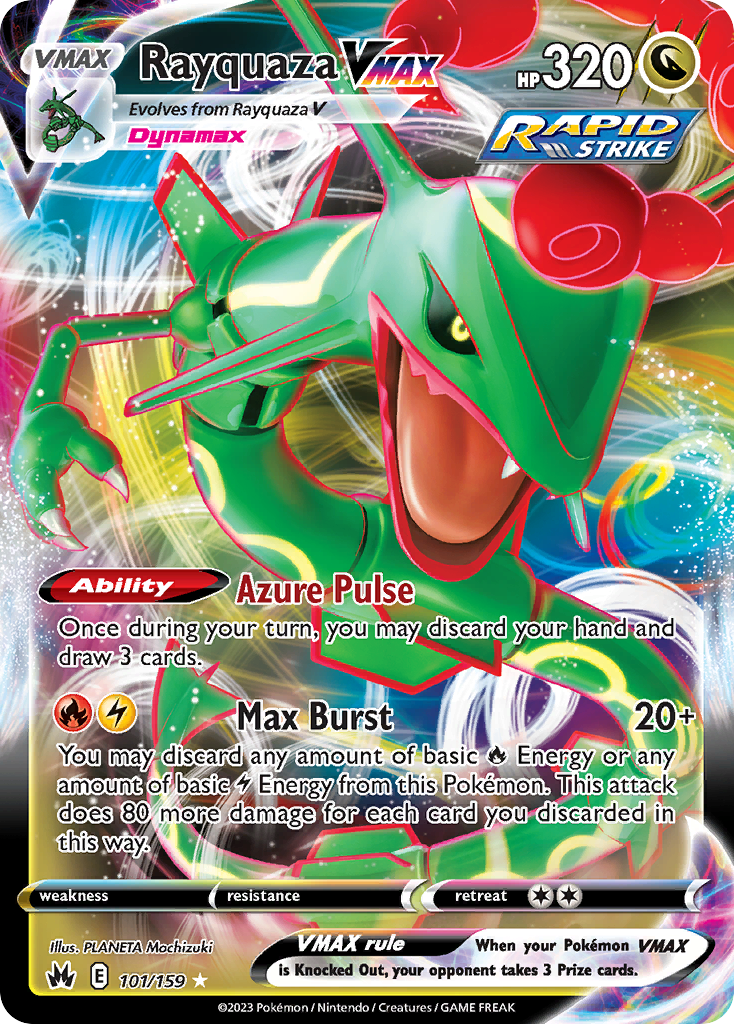 VMAX
Rayquaza VMAX
HP 320
Evolves from Rayquaza V
Dynamax
RAPID
STRIKE
Ability Azure Pulse
Once during your turn, you may discard your hand and
draw 3 cards.
Max Burst 20+
You may discard any amount of basic Energy or any
amount of basic Energy from this Pokémon. This attack
does 80 more damage for each card you discarded in
this way.
weakness resistance retreat
Illus. PLANETA Mochizuki
VMAX rule When your Pokémon VMAX
is Knocked Out, your opponent takes 3 Prize cards.
E 101/159 ★
©2023 Pokémon / Nintendo / Creatures / GAME FREAK